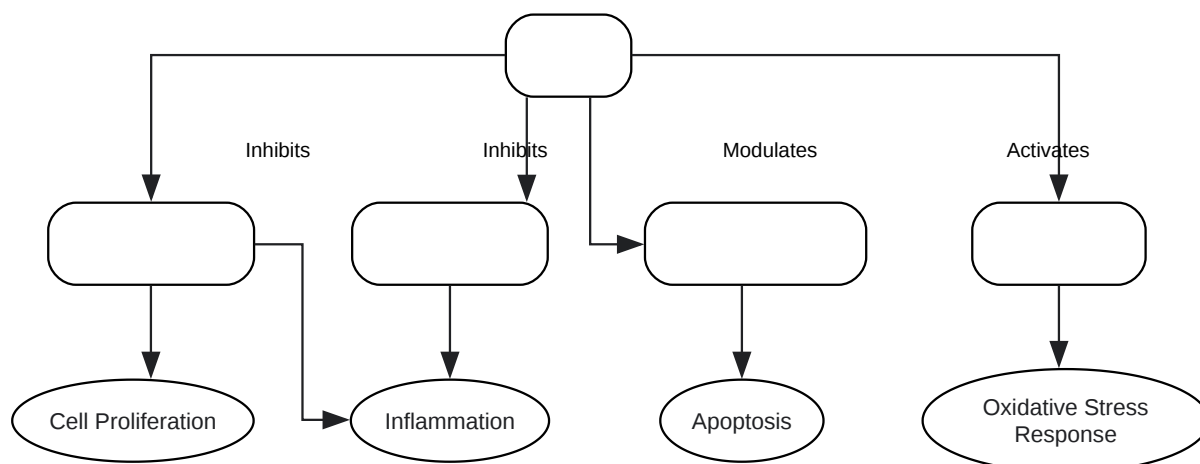 Inhibits
Inhibits
Modulates
Activates
Cell Proliferation
Inflammation
Apoptosis
Oxidative Stress
Response